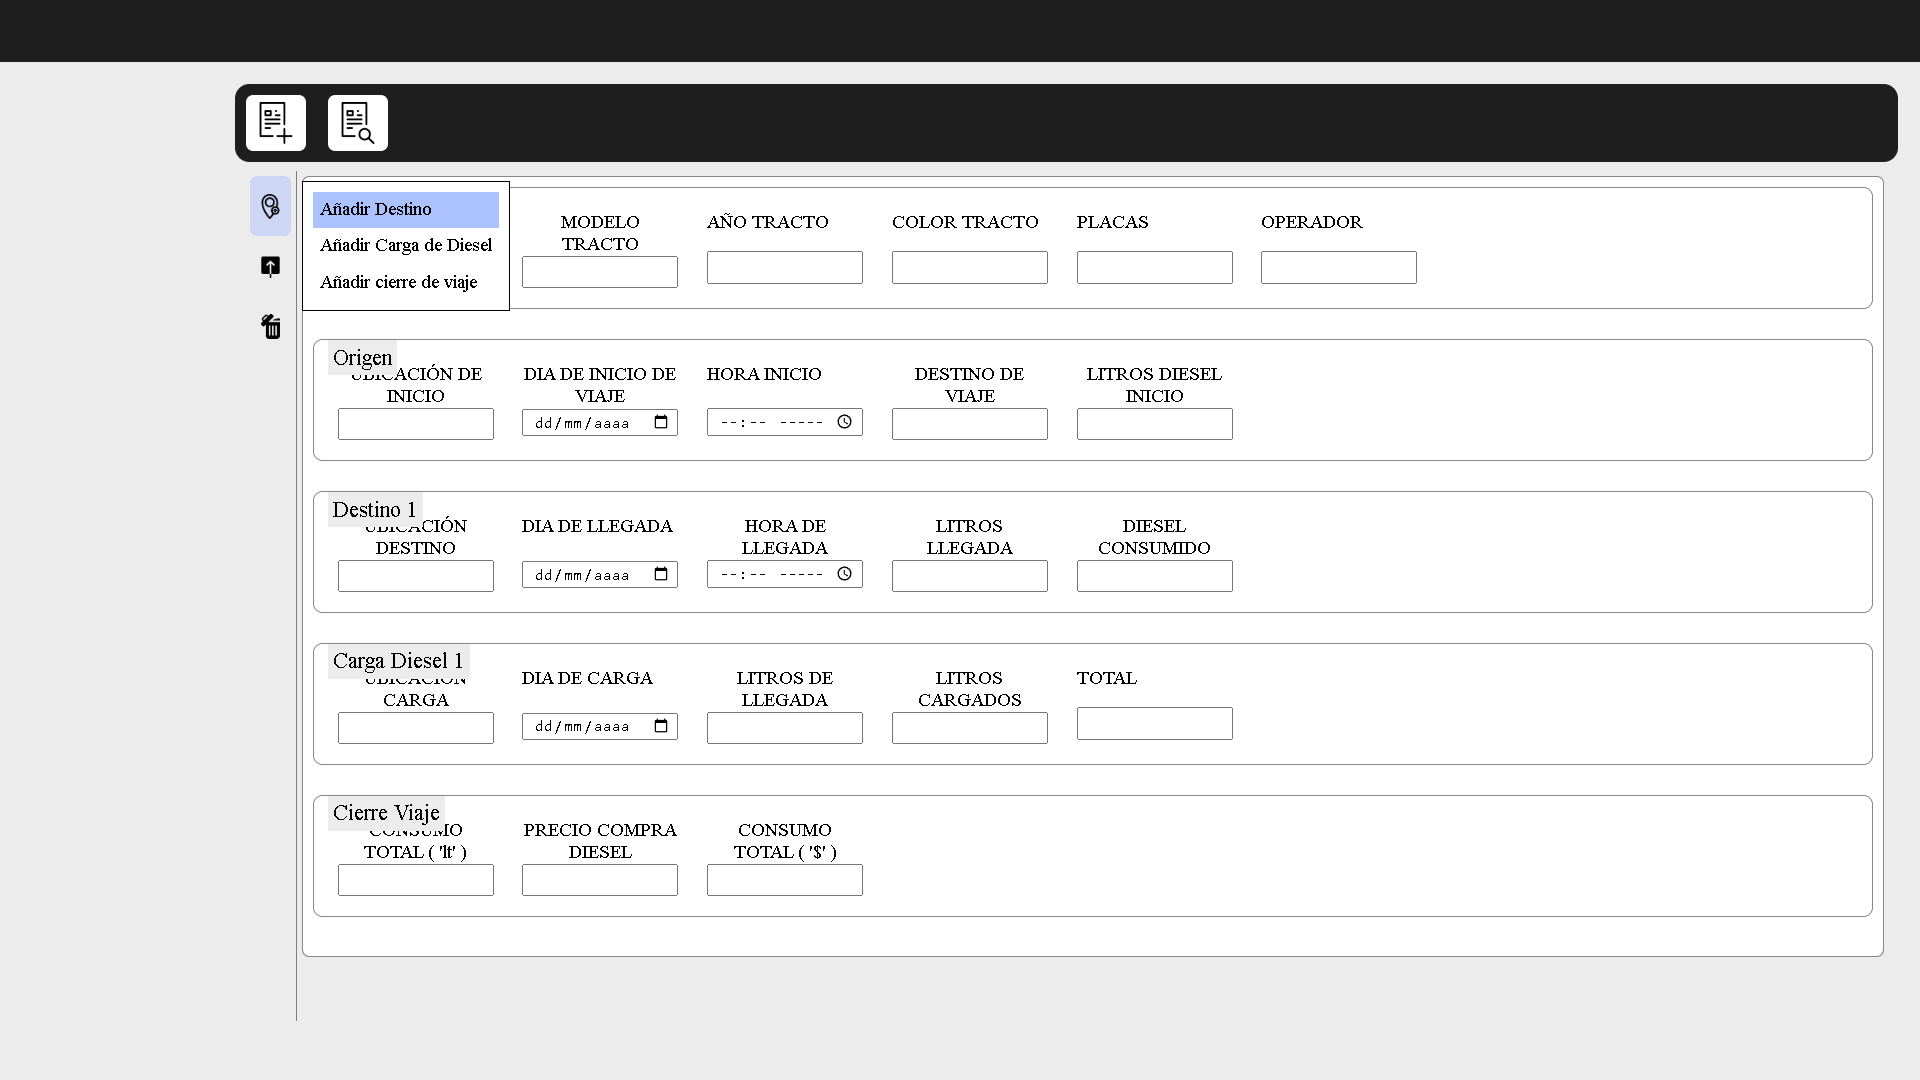 Añadir Destino
Añadir Carga de Diesel
Añadir cierre de viaje
MODELO
TRACTO
AÑO TRACTO
COLOR TRACTO
PLACAS
OPERADOR
Origen
UBICACIÓN DE
INICIO
DIA DE INICIO DE
VIAJE
HORA INICIO
DESTINO DE
VIAJE
LITROS DIESEL
INICIO
dd/mm/aaaa
--:-- -----
Destino 1
UBICACIÓN
DESTINO
DIA DE LLEGADA
HORA DE
LLEGADA
LITROS
LLEGADA
DIESEL
CONSUMIDO
dd/mm/aaaa
--:-- -----
Carga Diesel 1
UBICACIÓN
CARGA
DIA DE CARGA
LITROS DE
LLEGADA
LITROS
CARGADOS
TOTAL
dd/mm/aaaa
Cierre Viaje
CONSUMO
TOTAL ( 'lt' )
PRECIO COMPRA
DIESEL
CONSUMO
TOTAL ( '$' )